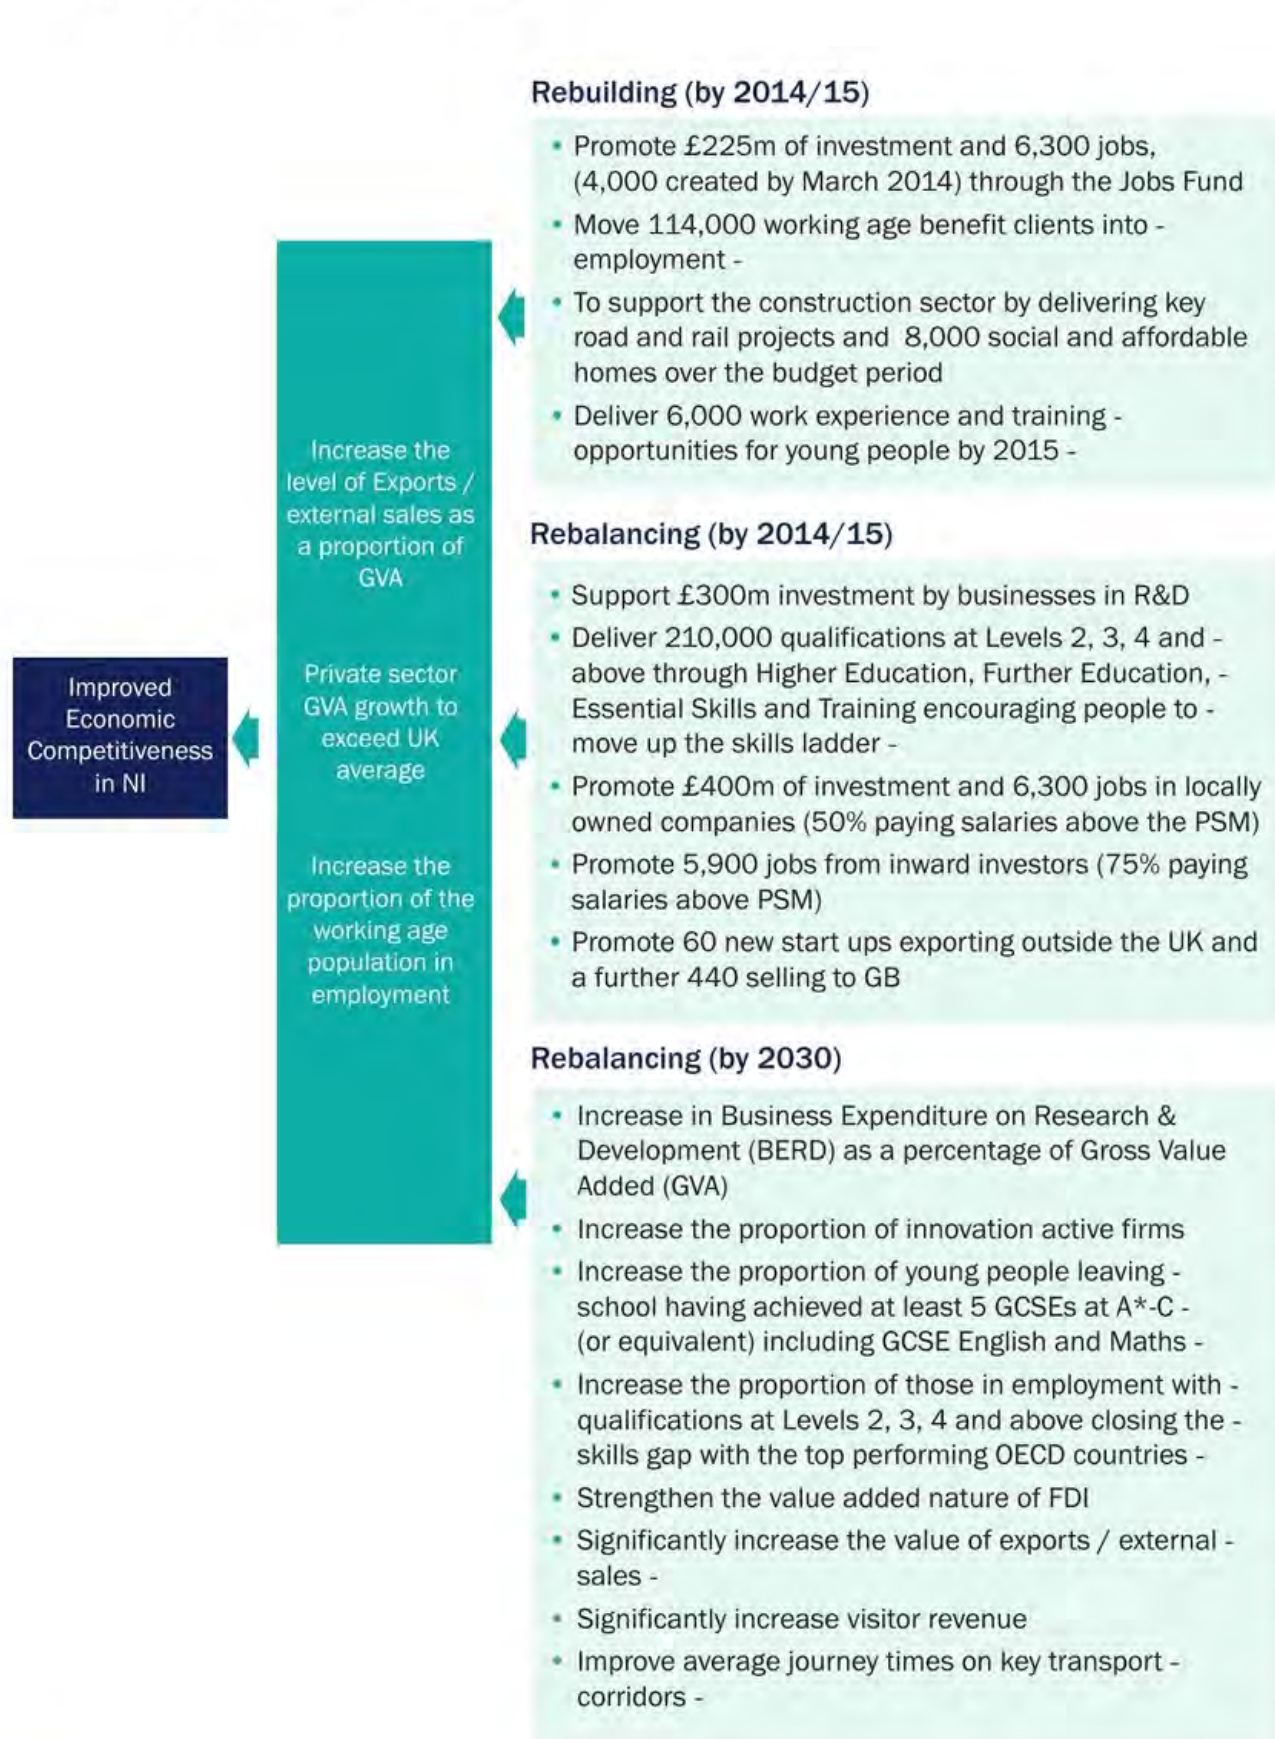 Rebuilding (by 2014/15)
• Promote £225m of investment and 6,300 jobs,
(4,000 created by March 2014) through the Jobs Fund
• Move 114,000 working age benefit clients into -
employment -
• To support the construction sector by delivering key
road and rail projects and 8,000 social and affordable
homes over the budget period
• Deliver 6,000 work experience and training -
opportunities for young people by 2015 -
Increase the
level of Exports /
external sales as
a proportion of
GVA
Private sector
GVA growth to
exceed UK
average
Increase the
proportion of the
working age
population in
employment
Improved
Economic
Competitiveness
in NI
Rebalancing (by 2014/15)
• Support £300m investment by businesses in R&D
• Deliver 210,000 qualifications at Levels 2, 3, 4 and -
above through Higher Education, Further Education, -
Essential Skills and Training encouraging people to -
move up the skills ladder -
• Promote £400m of investment and 6,300 jobs in locally
owned companies (50% paying salaries above the PSM)
• Promote 5,900 jobs from inward investors (75% paying
salaries above PSM)
• Promote 60 new start ups exporting outside the UK and
a further 440 selling to GB
Rebalancing (by 2030)
• Increase in Business Expenditure on Research &
Development (BERD) as a percentage of Gross Value
Added (GVA)
• Increase the proportion of innovation active firms
• Increase the proportion of young people leaving -
school having achieved at least 5 GCSEs at A*-C -
(or equivalent) including GCSE English and Maths -
• Increase the proportion of those in employment with -
qualifications at Levels 2, 3, 4 and above closing the -
skills gap with the top performing OECD countries -
• Strengthen the value added nature of FDI
• Significantly increase the value of exports / external -
sales -
• Significantly increase visitor revenue
• Improve average journey times on key transport -
corridors -